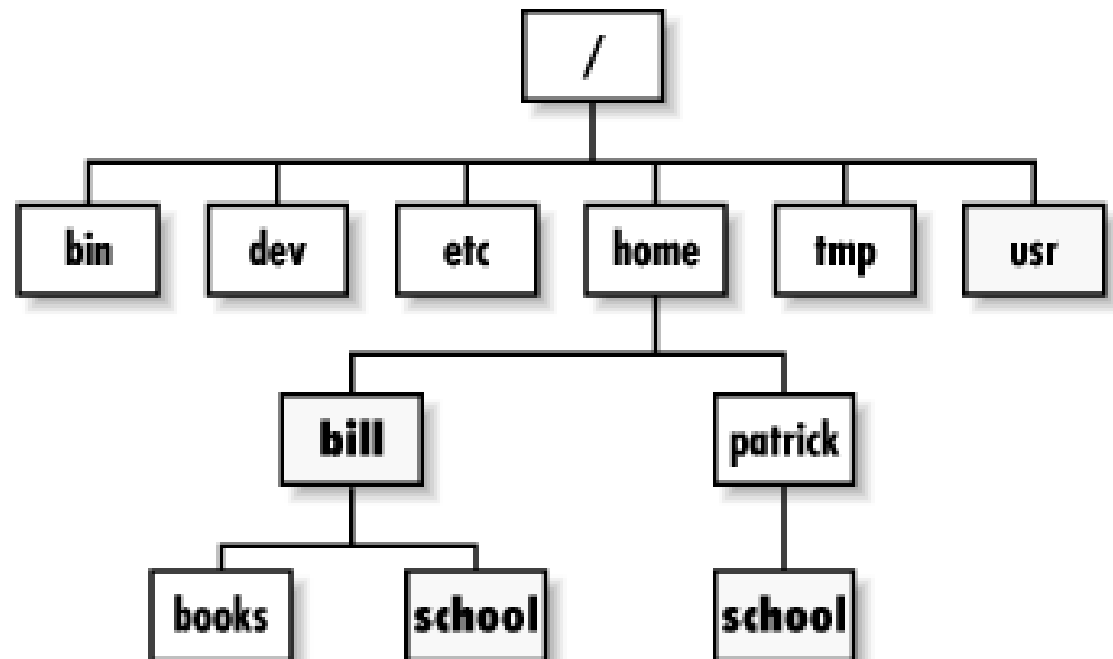 /
bin dev etc home tmp usr
bill patrick
books school school